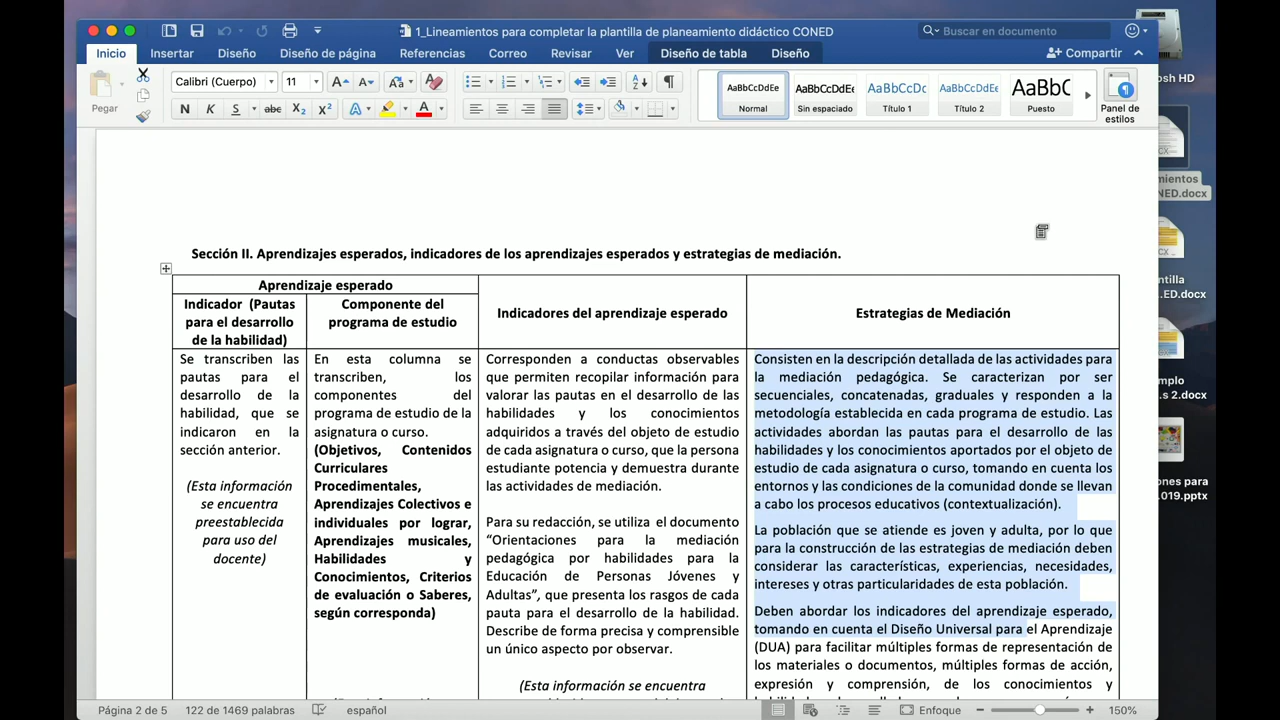 1_Lineamientos para completar la plantilla de planeamiento didáctico CONED
Buscar en documento
Inicio Insertar Diseño Diseño de página Referencias Correo Revisar Ver Diseño de tabla Diseño Compartir
Pegar
Calibri (Cuerpo) 11
N K S abc X2 X2
AaBbCcDdEe AaBbCcDdEe AaBbCcDc AaBbCcDdEe AaBbC
Normal Sin espaciado Título 1 Título 2 Puesto
Panel de
estilos
Sección II. Aprendizajes esperados, indicadores de los aprendizajes esperados y estrategias de mediación.
Aprendizaje esperado
Indicador (Pautas
para el desarrollo
de la habilidad)
Componente del
programa de estudio
Indicadores del aprendizaje esperado
Estrategias de Mediación
Se transcriben las
pautas para el
desarrollo de la
habilidad, que se
indicaron en la
sección anterior.
(Esta información
se encuentra
preestablecida
para uso del
docente)
En esta columna se
transcriben, los
componentes del
programa de estudio de la
asignatura o curso.
(Objetivos, Contenidos
Curriculares
Procedimentales,
Aprendizajes Colectivos e
individuales por lograr,
Aprendizajes musicales,
Habilidades y
Conocimientos, Criterios
de evaluación o Saberes,
según corresponda)
Corresponden a conductas observables
que permiten recopilar información para
valorar las pautas en el desarrollo de las
habilidades y los conocimientos
adquiridos a través del objeto de estudio
de cada asignatura o curso, que la persona
estudiante potencia y demuestra durante
las actividades de mediación.
Para su redacción, se utiliza el documento
“Orientaciones para la mediación
pedagógica por habilidades para la
Educación de Personas Jóvenes y
Adultas”, que presenta los rasgos de cada
pauta para el desarrollo de la habilidad.
Describe de forma precisa y comprensible
un único aspecto por observar.
(Esta información se encuentra
Consisten en la descripción detallada de las actividades para
la mediación pedagógica. Se caracterizan por ser
secuenciales, concatenadas, graduales y responden a la
metodología establecida en cada programa de estudio. Las
actividades abordan las pautas para el desarrollo de las
habilidades y los conocimientos aportados por el objeto de
estudio de cada asignatura o curso, tomando en cuenta los
entornos y las condiciones de la comunidad donde se llevan
a cabo los procesos educativos (contextualización).
La población que se atiende es joven y adulta, por lo que
para la construcción de las estrategias de mediación deben
considerar las características, experiencias, necesidades,
intereses y otras particularidades de esta población.
Deben abordar los indicadores del aprendizaje esperado,
tomando en cuenta el Diseño Universal para el Aprendizaje
(DUA) para facilitar múltiples formas de representación de
los materiales o documentos, múltiples formas de acción,
expresión y comprensión, de los conocimientos y
Página 2 de 5 122 de 1469 palabras español Enfoque 150%
osh HD
mientos
NED.docx
ntilla
.ED.docx
mplo
.s 2.docx
ones para
.019.pptx